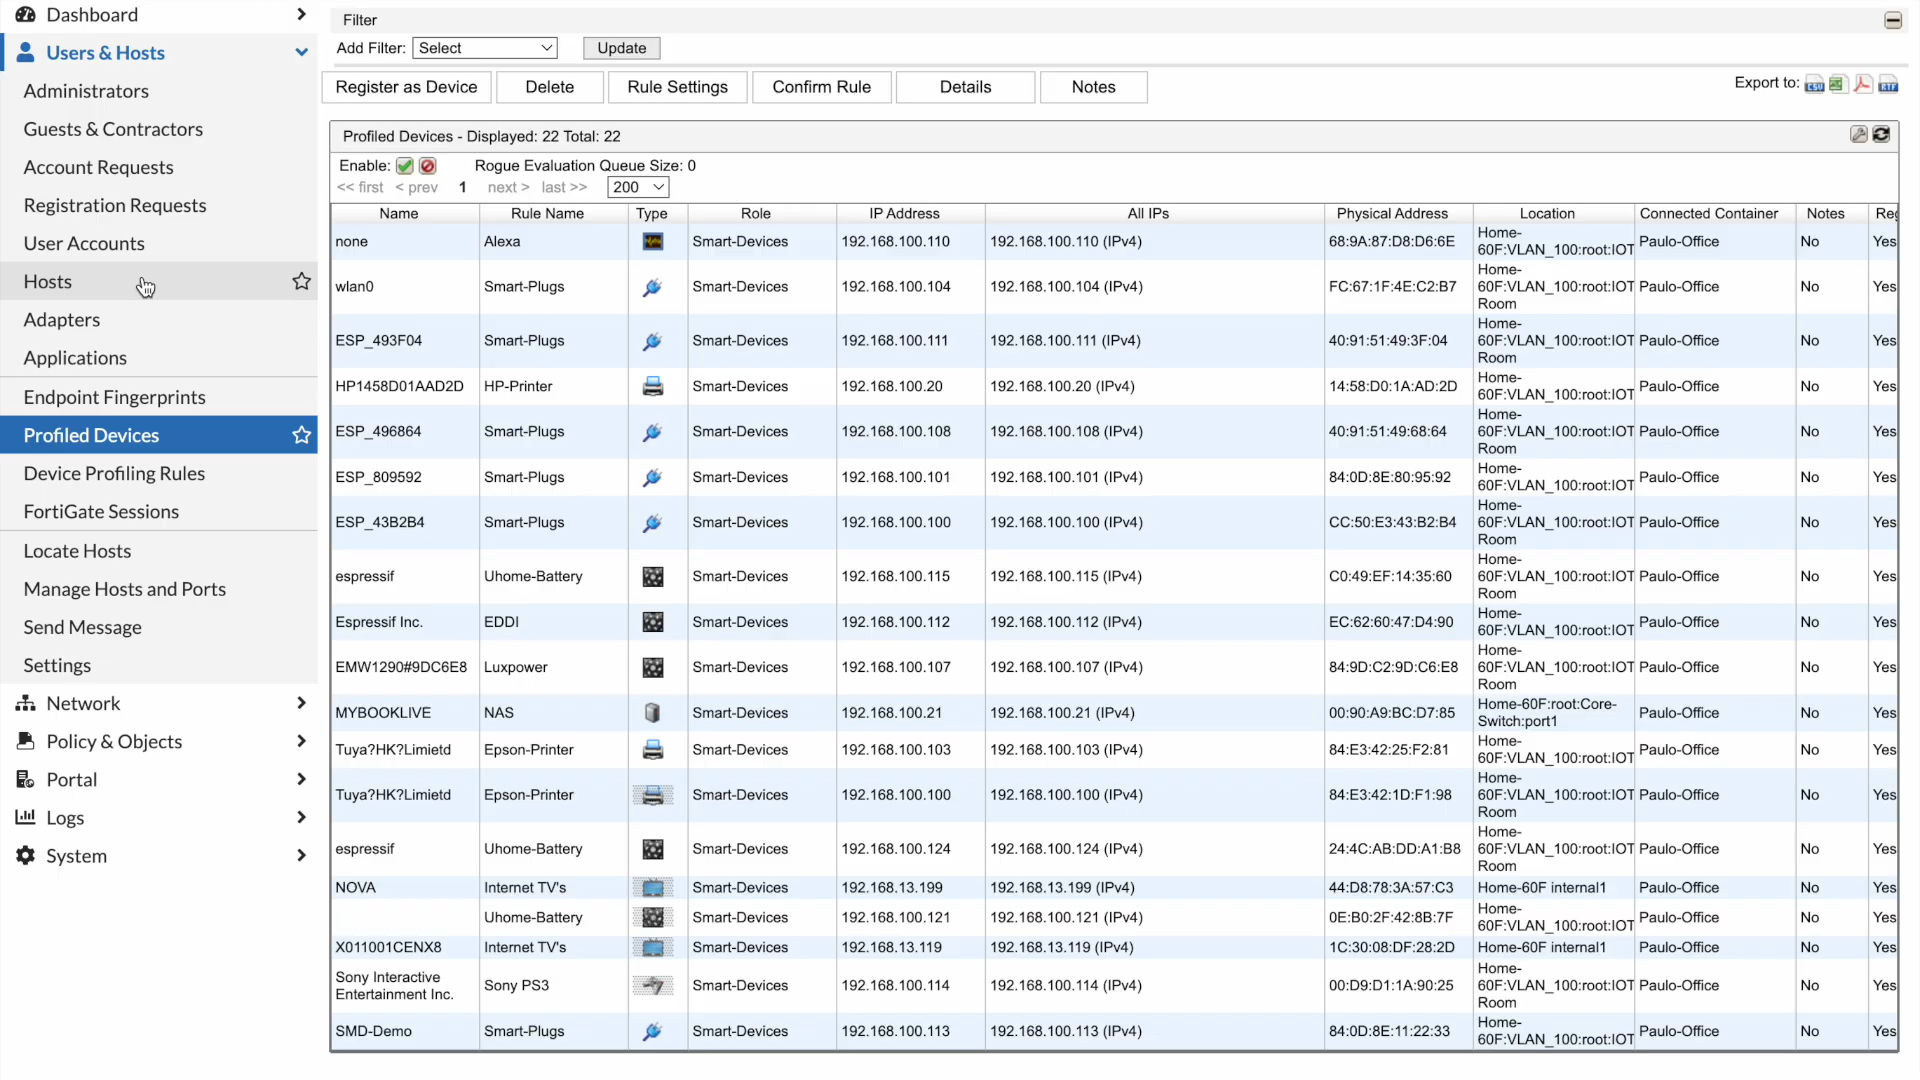 Dashboard
Users & Hosts
Administrators
Guests & Contractors
Account Requests
Registration Requests
User Accounts
Hosts
Adapters
Applications
Endpoint Fingerprints
Profiled Devices
Device Profiling Rules
FortiGate Sessions
Locate Hosts
Manage Hosts and Ports
Send Message
Settings
Network
Policy & Objects
Portal
Logs
System
Filter
Add Filter: Select Update
Register as Device Delete Rule Settings Confirm Rule Details Notes Export to: CSV RTF
Profiled Devices - Displayed: 22 Total: 22
Enable: Rogue Evaluation Queue Size: 0
<< first < prev 1 next > last >> 200
Name Rule Name Type Role IP Address All IPs Physical Address Location Connected Container Notes Reg
none Alexa Smart-Devices 192.168.100.110 192.168.100.110 (IPv4) 68:9A:87:D8:D6:6E Home-
60F:VLAN_100:root:IOT Paulo-Office No Yes
wlan0 Smart-Plugs Smart-Devices 192.168.100.104 192.168.100.104 (IPv4) FC:67:1F:4E:C2:B7 Home-
60F:VLAN_100:root:IOT Paulo-Office No Yes
Room
ESP_493F04 Smart-Plugs Smart-Devices 192.168.100.111 192.168.100.111 (IPv4) 40:91:51:49:3F:04 Home-
60F:VLAN_100:root:IOT Paulo-Office No Yes
Room
HP1458D01AAD2D HP-Printer Smart-Devices 192.168.100.20 192.168.100.20 (IPv4) 14:58:D0:1A:AD:2D Home-
60F:VLAN_100:root:IOT Paulo-Office No Yes
ESP_496864 Smart-Plugs Smart-Devices 192.168.100.108 192.168.100.108 (IPv4) 40:91:51:49:68:64 Home-
60F:VLAN_100:root:IOT Paulo-Office No Yes
Room
ESP_809592 Smart-Plugs Smart-Devices 192.168.100.101 192.168.100.101 (IPv4) 84:0D:8E:80:95:92 Home-
60F:VLAN_100:root:IOT Paulo-Office No Yes
ESP_43B2B4 Smart-Plugs Smart-Devices 192.168.100.100 192.168.100.100 (IPv4) CC:50:E3:43:B2:B4 Home-
60F:VLAN_100:root:IOT Paulo-Office No Yes
Room
espressif Uhome-Battery Smart-Devices 192.168.100.115 192.168.100.115 (IPv4) C0:49:EF:14:35:60 Home-
60F:VLAN_100:root:IOT Paulo-Office No Yes
Room
Espressif Inc. EDDI Smart-Devices 192.168.100.112 192.168.100.112 (IPv4) EC:62:60:47:D4:90 Home-
60F:VLAN_100:root:IOT Paulo-Office No Yes
EMW1290#9DC6E8 Luxpower Smart-Devices 192.168.100.107 192.168.100.107 (IPv4) 84:9D:C2:9D:C6:E8 Home-
60F:VLAN_100:root:IOT Paulo-Office No Yes
Room
MYBOOKLIVE NAS Smart-Devices 192.168.100.21 192.168.100.21 (IPv4) 00:90:A9:BC:D7:85 Home-60F:root:Core-
Switch:port1 Paulo-Office No Yes
Tuya?HK?Limietd Epson-Printer Smart-Devices 192.168.100.103 192.168.100.103 (IPv4) 84:E3:42:25:F2:81 Home-
60F:VLAN_100:root:IOT Paulo-Office No Yes
Tuya?HK?Limietd Epson-Printer Smart-Devices 192.168.100.100 192.168.100.100 (IPv4) 84:E3:42:1D:F1:98 Home-
60F:VLAN_100:root:IOT Paulo-Office No Yes
Room
espressif Uhome-Battery Smart-Devices 192.168.100.124 192.168.100.124 (IPv4) 24:4C:AB:DD:A1:B8 Home-
60F:VLAN_100:root:IOT Paulo-Office No Yes
Room
NOVA Internet TV's Smart-Devices 192.168.13.199 192.168.13.199 (IPv4) 44:D8:78:3A:57:C3 Home-60F internal1 Paulo-Office No Yes
Uhome-Battery Smart-Devices 192.168.100.121 192.168.100.121 (IPv4) 0E:B0:2F:42:8B:7F Home-
60F:VLAN_100:root:IOT Paulo-Office No Yes
X011001CENX8 Internet TV's Smart-Devices 192.168.13.119 192.168.13.119 (IPv4) 1C:30:08:DF:28:2D Home-60F internal1 Paulo-Office No Yes
Sony Interactive
Entertainment Inc. Sony PS3 Smart-Devices 192.168.100.114 192.168.100.114 (IPv4) 00:D9:D1:1A:90:25 Home-
60F:VLAN_100:root:IOT Paulo-Office No Yes
Room
SMD-Demo Smart-Plugs Smart-Devices 192.168.100.113 192.168.100.113 (IPv4) 84:0D:8E:11:22:33 Home-
60F:VLAN_100:root:IOT Paulo-Office No Yes